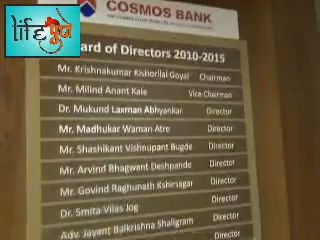 COSMOS BANK
life पुणे
ard of Directors 2010-2015
Mr. Krishnakumar Kishorilal Goyal Chairman
Mr. Milind Anant Kale Vice Chairman
Dr. Mukund Laxman Abhyankar Director
Mr. Madhukar Waman Atre Director
Mr. Shashikant Vishnupant Bugde Director
Mr. Arvind Bhagwant Deshpande Director
Mr. Govind Raghunath Kshirsagar Director
Dr. Smita Vilas Jog Director
Adv. Jayant Balkrishna Shaligram Director